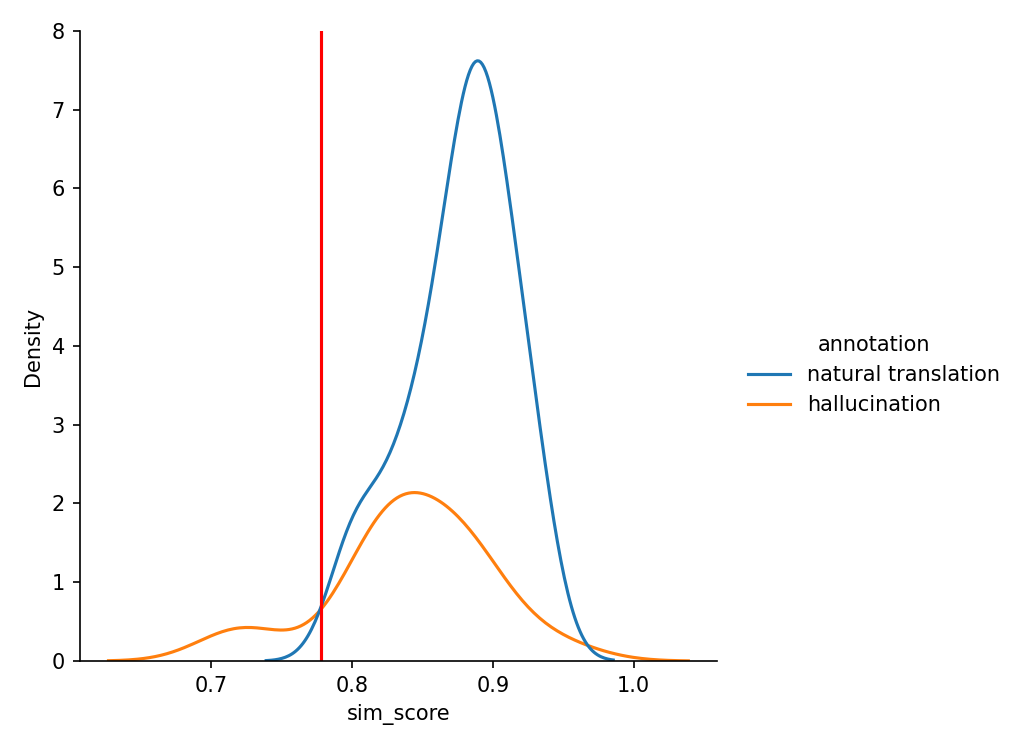 8
7
6
5
4
3
2
1
0
Density
0.7 0.8 0.9 1.0
sim_score
annotation
natural translation
hallucination